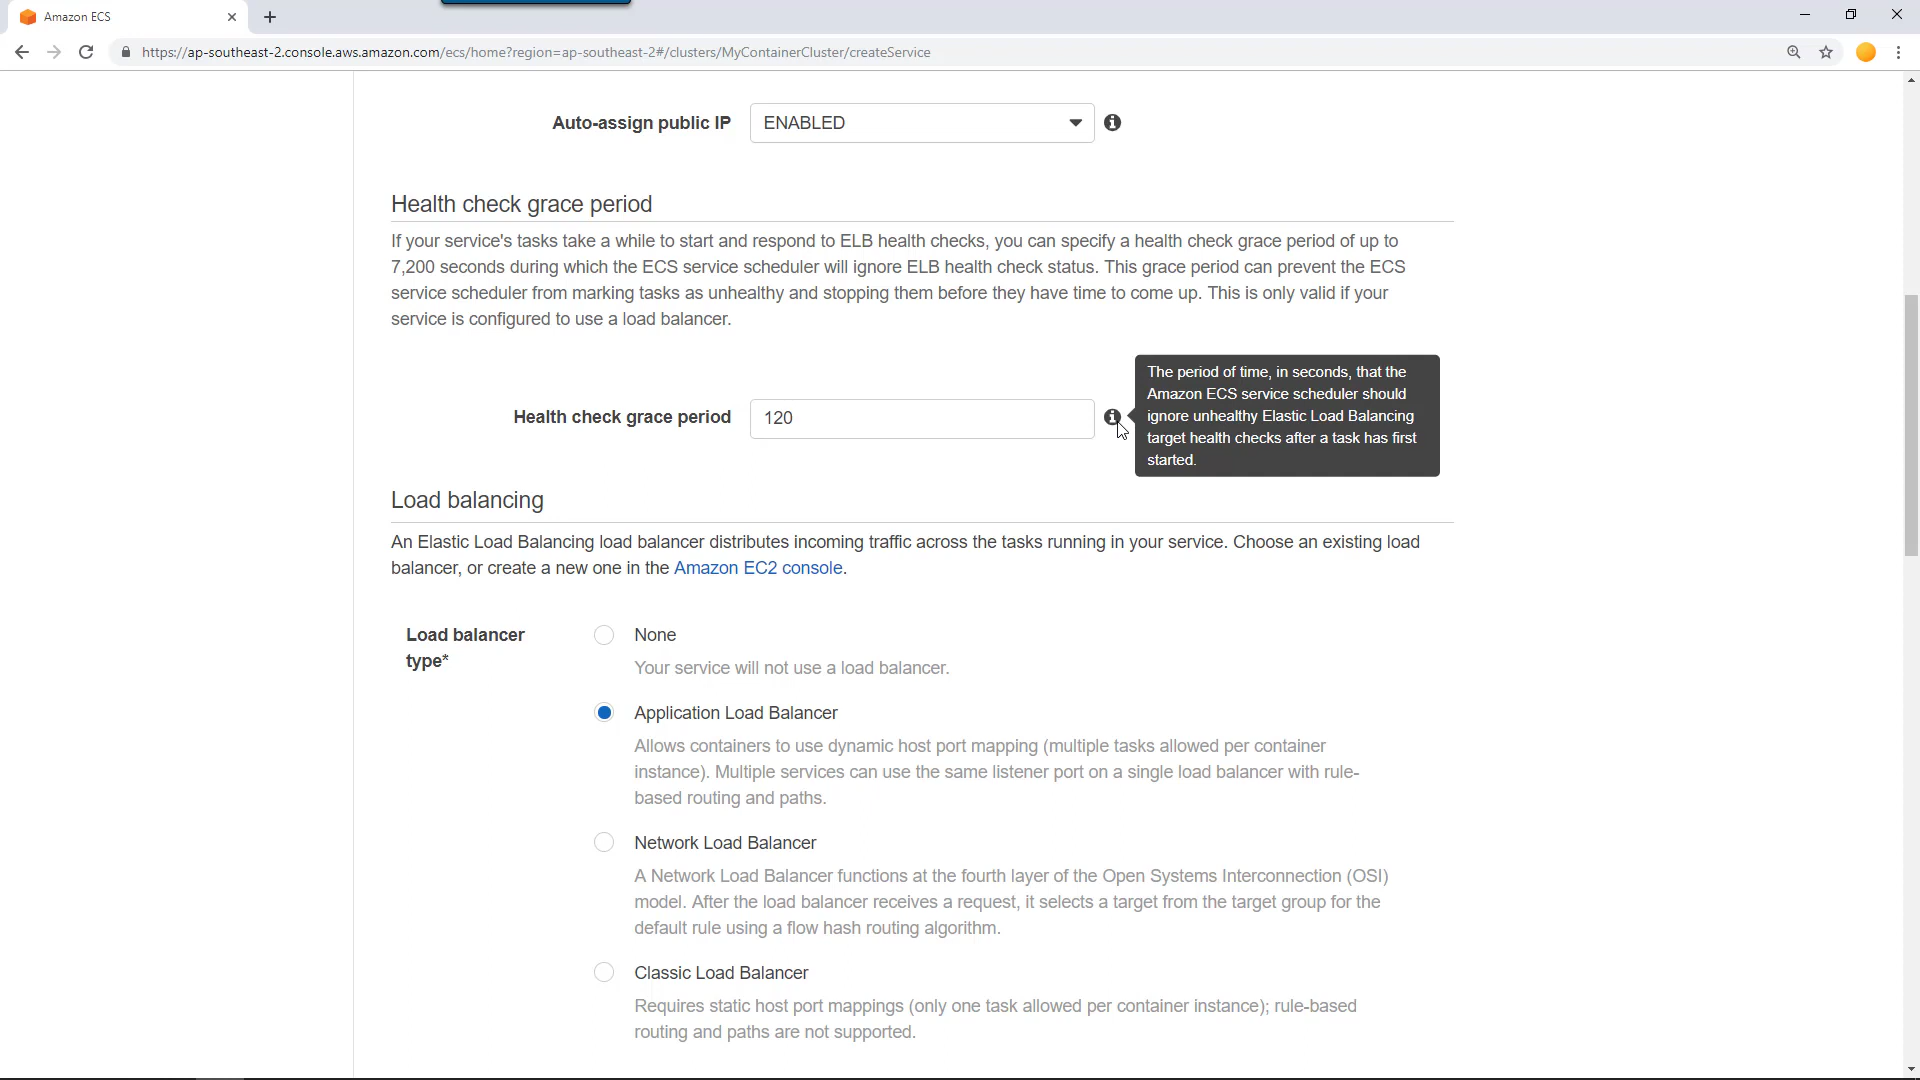 Amazon ECS
https://ap-southeast-2.console.aws.amazon.com/ecs/home?region=ap-southeast-2#/clusters/MyContainerCluster/createService
Auto-assign public IP
ENABLED
Health check grace period
If your service's tasks take a while to start and respond to ELB health checks, you can specify a health check grace period of up to
7,200 seconds during which the ECS service scheduler will ignore ELB health check status. This grace period can prevent the ECS
service scheduler from marking tasks as unhealthy and stopping them before they have time to come up. This is only valid if your
service is configured to use a load balancer.
Health check grace period
120
The period of time, in seconds, that the
Amazon ECS service scheduler should
ignore unhealthy Elastic Load Balancing
target health checks after a task has first
started.
Load balancing
An Elastic Load Balancing load balancer distributes incoming traffic across the tasks running in your service. Choose an existing load
balancer, or create a new one in the Amazon EC2 console.
Load balancer
type*
None
Your service will not use a load balancer.
Application Load Balancer
Allows containers to use dynamic host port mapping (multiple tasks allowed per container
instance). Multiple services can use the same listener port on a single load balancer with rule-
based routing and paths.
Network Load Balancer
A Network Load Balancer functions at the fourth layer of the Open Systems Interconnection (OSI)
model. After the load balancer receives a request, it selects a target from the target group for the
default rule using a flow hash routing algorithm.
Classic Load Balancer
Requires static host port mappings (only one task allowed per container instance); rule-based
routing and paths are not supported.